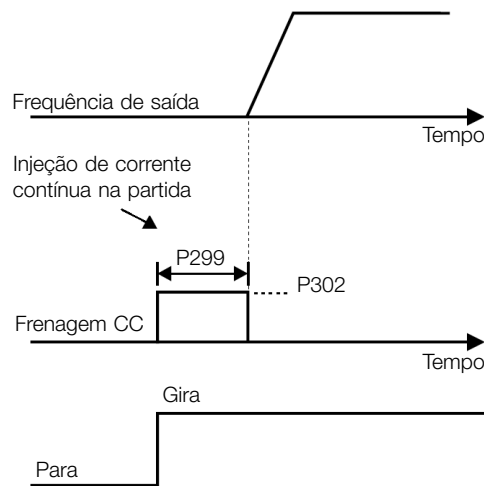 Frequência de saída
Tempo
Injeção de corrente
contínua na partida
P299
P302
Frenagem CC
Tempo
Gira
Para